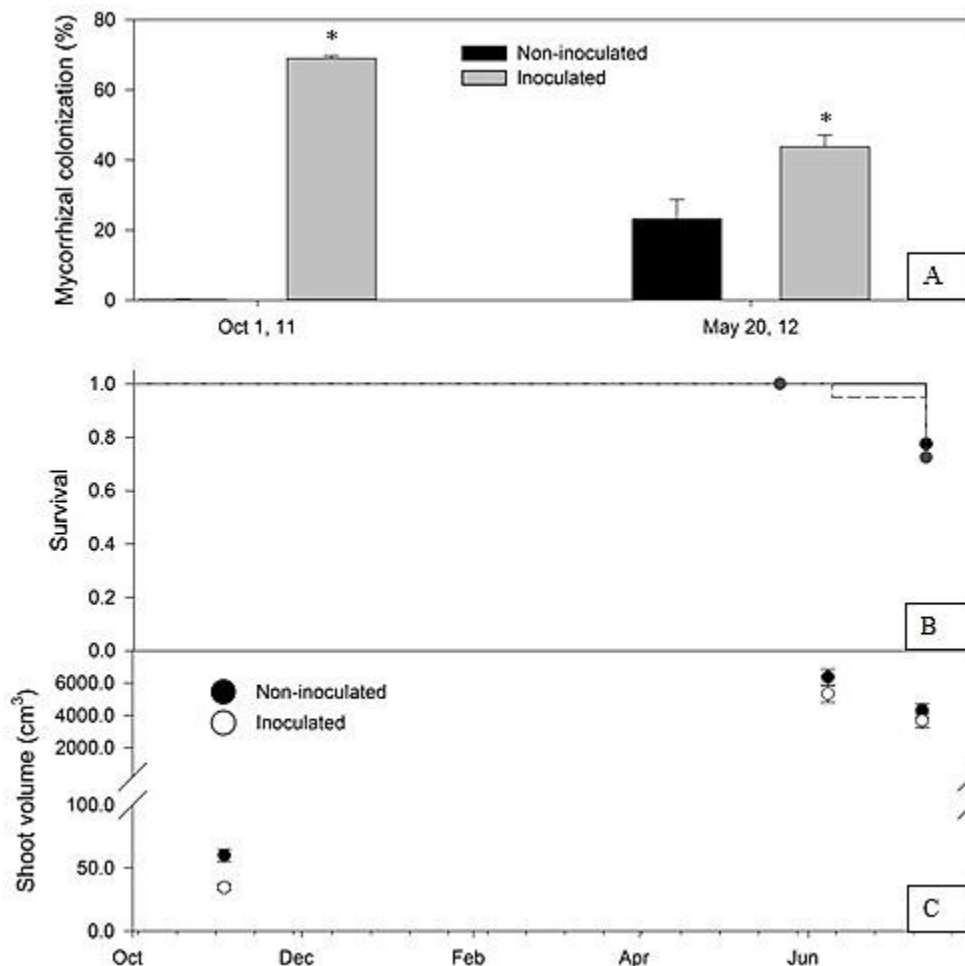 80
60
40
20
0
Mycorrhizal colonization (%)
*
*
Non-inoculated
Inoculated
A
Oct 1, 11
May 20, 12
1.0
0.8
0.6
0.4
0.2
0.0
Survival
B
6000.0
4000.0
2000.0
100.0
50.0
0.0
Shoot volume (cm³)
Non-inoculated
Inoculated
C
Oct Dec Feb Apr Jun